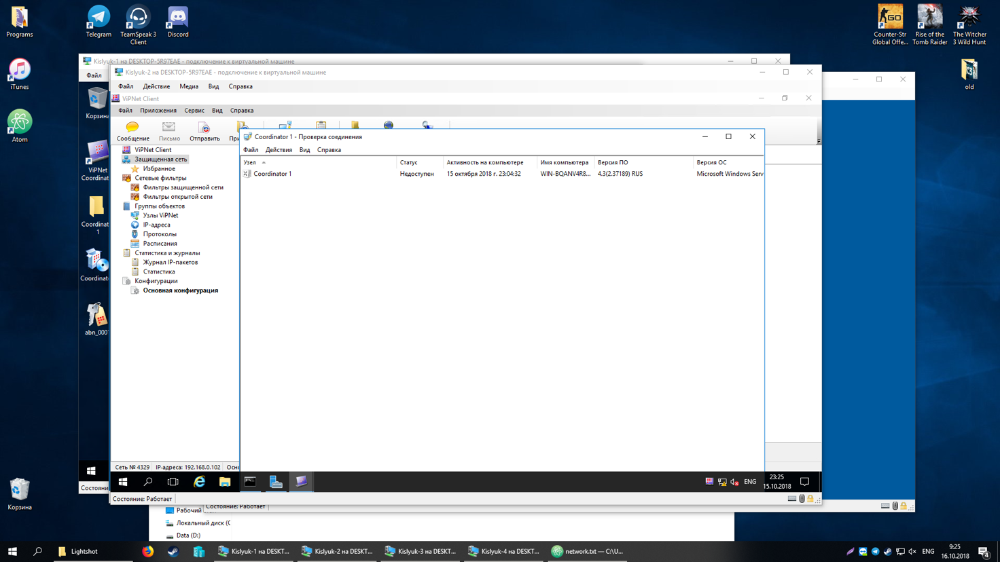 Programs
Telegram
TeamSpeak 3
Client
Discord
Counter-Str
Global Offe...
Rise of the
Tomb Raider
The Witcher
3 Wild Hunt
iTunes
Atom
old
Корзина
Kislyuk-1 на DESKTOP-5R97EAE - подключение к виртуальной машине
Файл
Корзина
ViPNet
Coordinat
Coordinat
1
Coordinat
abn_0001
Состояни
Kislyuk-2 на DESKTOP-5R97EAE - подключение к виртуальной машине
Файл Действие Медиа Вид Справка
ViPNet Client
Файл Приложения Сервис Вид Справка
Сообщение Письмо Отправить При
ViPNet Client
Защищенная сеть
Избранное
Сетевые фильтры
Фильтры защищенной сети
Фильтры открытой сети
Группы объектов
Узлы ViPNet
IP-адреса
Протоколы
Расписания
Статистика и журналы
Журнал IP-пакетов
Статистика
Конфигурации
Основная конфигурация
Сеть № 4329 IP-адреса: 192.168.0.102 Осно
Coordinator 1 - Проверка соединения
Файл Действия Вид Справка
Узел Статус Активность на компьютере Имя компьютера Версия ПО Версия ОС
Coordinator 1 Недоступен 15 октября 2018 г. 23:04:32 WIN-BQANV4R8... 4.3(2.37189) RUS Microsoft Windows Serv
ENG
23:25
15.10.2018
Состояние: Работает
Состояние: Работает
Рабочий
Локальный диск (C
Data (D:)
Lightshot
Kislyuk-1 на DESKT...
Kislyuk-2 на DESKT...
Kislyuk-3 на DESKT...
Kislyuk-4 на DESKT...
network.txt — C:\U...
ENG
9:25
16.10.2018
4